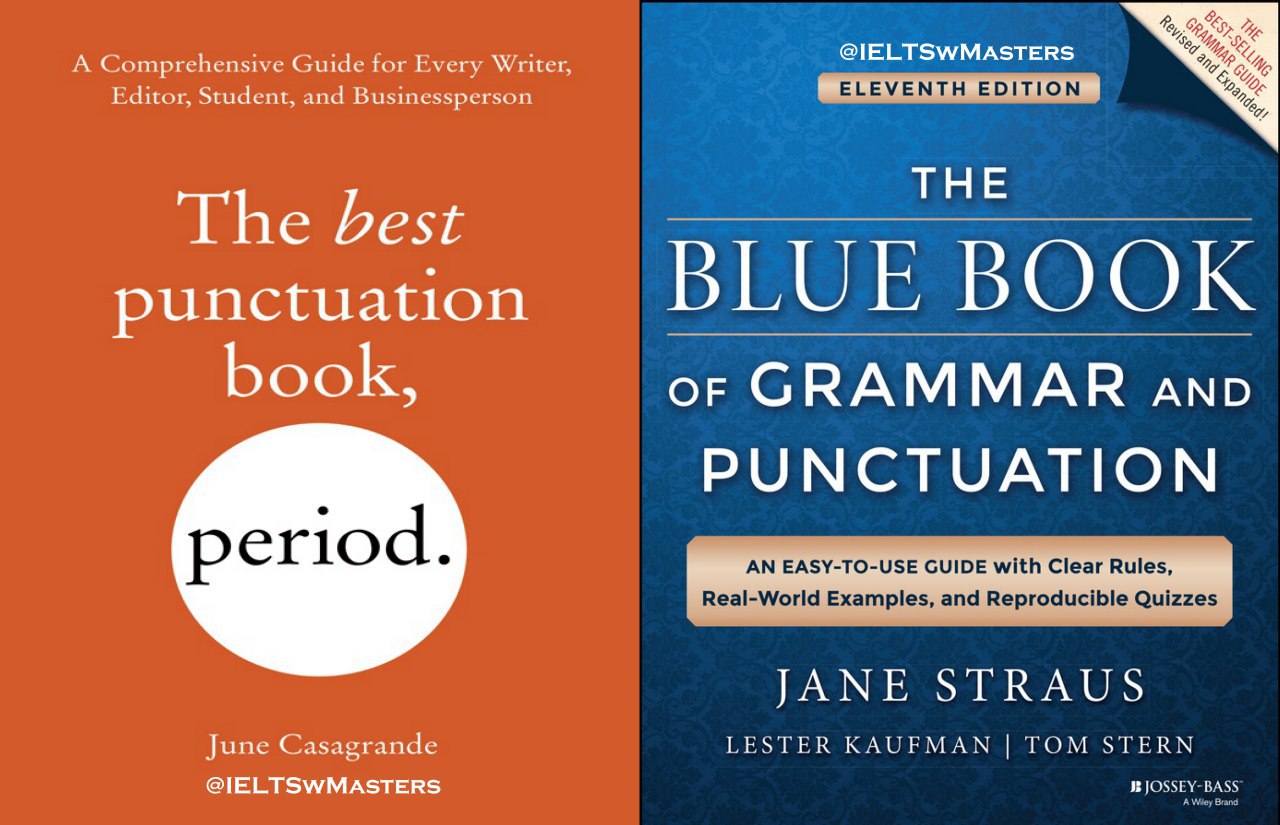 A Comprehensive Guide for Every Writer,
Editor, Student, and Businessperson
The best
punctuation
book,
period.
June Casagrande
@IELTSwMasters
@IELTSwMasters
ELEVENTH EDITION
THE
BEST-SELLING
GRAMMAR GUIDE
Revised and Expanded!
THE
BLUE BOOK
OF GRAMMAR AND
PUNCTUATION
AN EASY-TO-USE GUIDE with Clear Rules,
Real-World Examples, and Reproducible Quizzes
JANE STRAUS
LESTER KAUFMAN | TOM STERN
JOSSEY-BASS™
A Wiley Brand